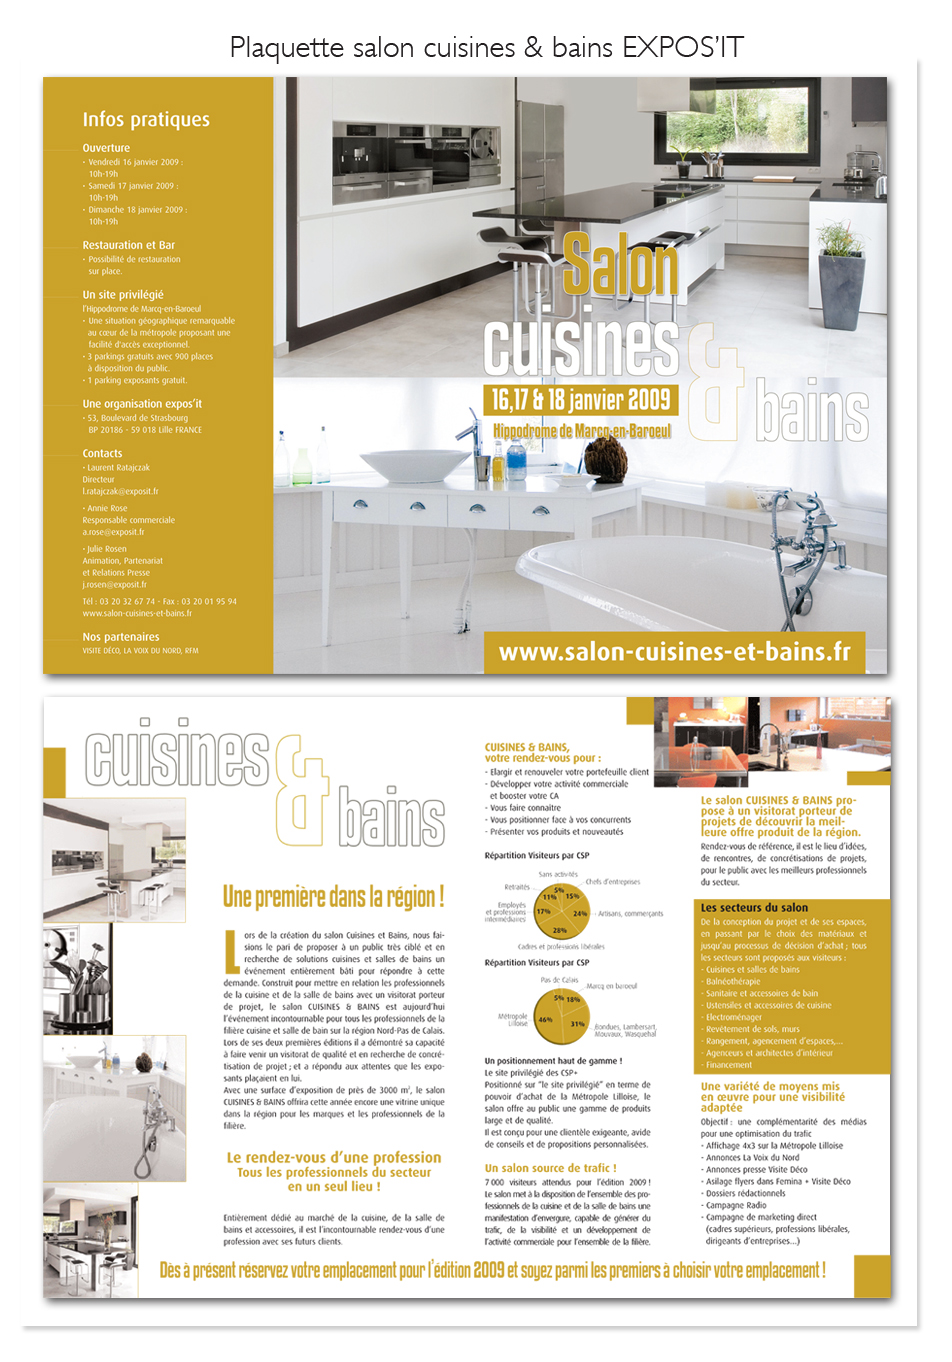 Plaquette salon cuisines & bains EXPOS'IT
Infos pratiques
Ouverture
• Vendredi 16 janvier 2009 :
10h-19h
• Samedi 17 janvier 2009 :
10h-19h
• Dimanche 18 janvier 2009 :
10h-19h
Restauration et Bar
• Possibilité de restauration
sur place.
Un site privilégié
l'Hippodrome de Marcq-en-Baroeul
• Une situation géographique remarquable
au cœur de la métropole proposant une
facilité d'accès exceptionnel.
• 3 parkings gratuits avec 900 places
à disposition du public.
• 1 parking exposants gratuit.
Une organisation expos'it
• 53, Boulevard de Strasbourg
BP 20186 - 59 018 Lille FRANCE
Contacts
• Laurent Ratajczak
Directeur
l.ratajczak@exposit.fr
• Annie Rose
Responsable commerciale
a.rose@exposit.fr
• Julie Rosen
Animation, Partenariat
et Relations Presse
j.rosen@exposit.fr
Tél : 03 20 32 67 74 - Fax : 03 20 01 95 94
www.salon-cuisines-et-bains.fr
Nos partenaires
VISITE DÉCO, LA VOIX DU NORD, RFM
Salon
cuisines
&
bains
16,17 & 18 janvier 2009
Hippodrome de Marcq-en-Baroeul
www.salon-cuisines-et-bains.fr
cuisines
&
bains
Une première dans la région !
Lors de la création du salon Cuisines et Bains, nous fai-
sions le pari de proposer à un public très ciblé et en
recherche de solutions cuisines et salles de bains un
événement entièrement bâti pour répondre à cette
demande. Construit pour mettre en relation les professionnels
de la cuisine et de la salle de bains avec un visitorat porteur
de projet, le salon CUISINES & BAINS est aujourd'hui
l'événement incontournable pour tous les professionnels de la
filière cuisine et salle de bain sur la région Nord-Pas de Calais.
Lors de ses deux premières éditions il a démontré sa capacité
à faire venir un visitorat de qualité et en recherche de concré-
tisation de projet ; et a répondu aux attentes que les expo-
sants plaçaient en lui.
Avec une surface d'exposition de près de 3000 m², le salon
CUISINES & BAINS offrira cette année encore une vitrine unique
dans la région pour les marques et les professionnels de la
filière.
Le rendez-vous d'une profession
Tous les professionnels du secteur
en un seul lieu !
Entièrement dédié au marché de la cuisine, de la salle de
bains et accessoires, il est l'incontournable rendez-vous d'une
profession avec ses futurs clients.
CUISINES & BAINS,
votre rendez-vous pour :
- Elargir et renouveler votre portefeuille client
- Développer votre activité commerciale
et booster votre CA
- Vous faire connaître
- Vous positionner face à vos concurrents
- Présenter vos produits et nouveautés
Répartition Visiteurs par CSP
Sans activités
Retraités
Chefs d'entreprises
5%
11%
15%
Employés
et professions
intermédiaires
17%
24%
Artisans, commerçants
28%
Cadres et professions libérales
Répartition Visiteurs par CSP
Pas de Calais
Marcq en baroeul
5%
18%
Métropole
Lilloise
46%
31%
Bondues, Lambersart,
Mouvaux, Wasquehal
Un positionnement haut de gamme !
Le site privilégié des CSP+
Positionné sur "le site privilégié" en terme de
pouvoir d'achat de la Métropole Lilloise, le
salon offre au public une gamme de produits
large et de qualité.
Il est conçu pour une clientèle exigeante, avide
de conseils et de propositions personnalisées.
Un salon source de trafic !
7 000 visiteurs attendus pour l'édition 2009 !
Le salon met à la disposition de l'ensemble des pro-
fessionnels de la cuisine et de la salle de bains une
manifestation d'envergure, capable de générer du
trafic, de la visibilité et un développement de
l'activité commerciale pour l'ensemble de la filière.
Le salon CUISINES & BAINS pro-
pose à un visitorat porteur de
projets de découvrir la meil-
leure offre produit de la région.
Rendez-vous de référence, il est le lieu d'idées,
de rencontres, de concrétisations de projets,
pour le public avec les meilleurs professionnels
du secteur.
Les secteurs du salon
De la conception du projet et de ses espaces,
en passant par le choix des matériaux et
jusqu'au processus de décision d'achat ; tous
les secteurs sont proposés aux visiteurs :
- Cuisines et salles de bains
- Balnéothérapie
- Sanitaire et accessoires de bain
- Ustensiles et accessoires de cuisine
- Electroménager
- Revêtement de sols, murs
- Rangement, agencement d'espaces,...
- Agenceurs et architectes d'intérieur
- Financement
Une variété de moyens mis
en œuvre pour une visibilité
adaptée
Objectif : une complémentarité des médias
pour une optimisation du trafic
- Affichage 4x3 sur la Métropole Lilloise
- Annonces La Voix du Nord
- Annonces presse Visite Déco
- Asilage flyers dans Femina + Visite Déco
- Dossiers rédactionnels
- Campagne Radio
- Campagne de marketing direct
(cadres supérieurs, professions libérales,
dirigeants d'entreprises...)
Dès à présent réservez votre emplacement pour l'édition 2009 et soyez parmi les premiers à choisir votre emplacement !